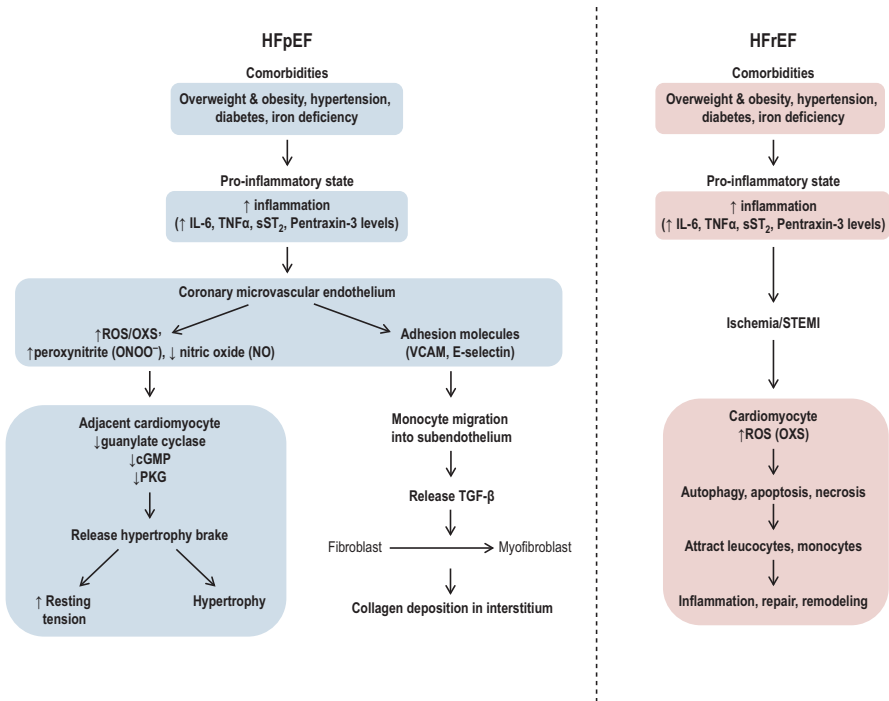 HFpEF
Comorbidities
Overweight & obesity, hypertension,
diabetes, iron deficiency
Pro-inflammatory state
↑ inflammation
(↑ IL-6, TNFα, sST₂, Pentraxin-3 levels)
Coronary microvascular endothelium
↑ROS/OXS,
↑peroxynitrite (ONOO⁻), ↓ nitric oxide (NO)
Adhesion molecules
(VCAM, E-selectin)
Adjacent cardiomyocyte
↓guanylate cyclase
↓cGMP
↓PKG
Release hypertrophy brake
↑ Resting
tension
Hypertrophy
Monocyte migration
into subendothelium
Release TGF-β
Fibroblast
Myofibroblast
Collagen deposition in interstitium
HFrEF
Comorbidities
Overweight & obesity, hypertension,
diabetes, iron deficiency
Pro-inflammatory state
↑ inflammation
(↑ IL-6, TNFα, sST₂, Pentraxin-3 levels)
Ischemia/STEMI
Cardiomyocyte
↑ROS (OXS)
Autophagy, apoptosis, necrosis
Attract leucocytes, monocytes
Inflammation, repair, remodeling